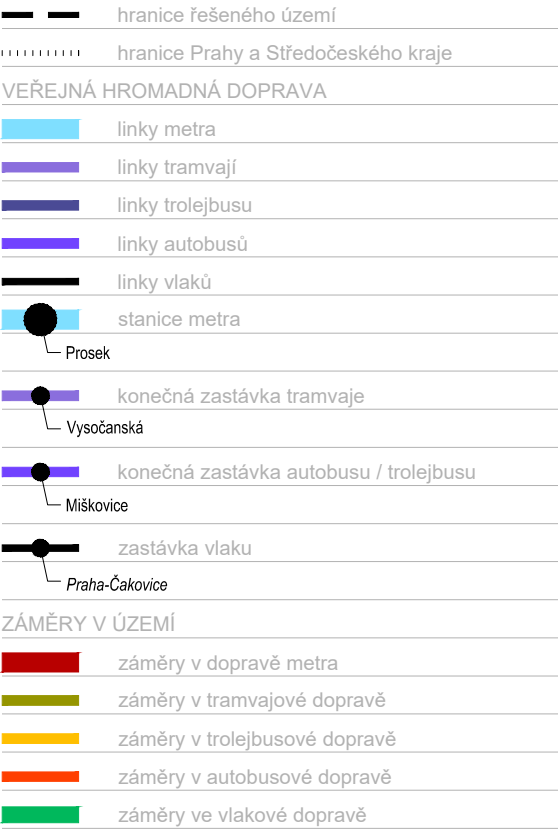 hranice řešeného území
hranice Prahy a Středočeského kraje
VEŘEJNÁ HROMADNÁ DOPRAVA
linky metra
linky tramvají
linky trolejbusu
linky autobusů
linky vlaků
stanice metra
Prosek
konečná zastávka tramvaje
Vysočanská
konečná zastávka autobusu / trolejbusu
Miškovice
zastávka vlaku
Praha-Čakovice
ZÁMĚRY V ÚZEMÍ
záměry v dopravě metra
záměry v tramvajové dopravě
záměry v trolejbusové dopravě
záměry v autobusové dopravě
záměry ve vlakové dopravě